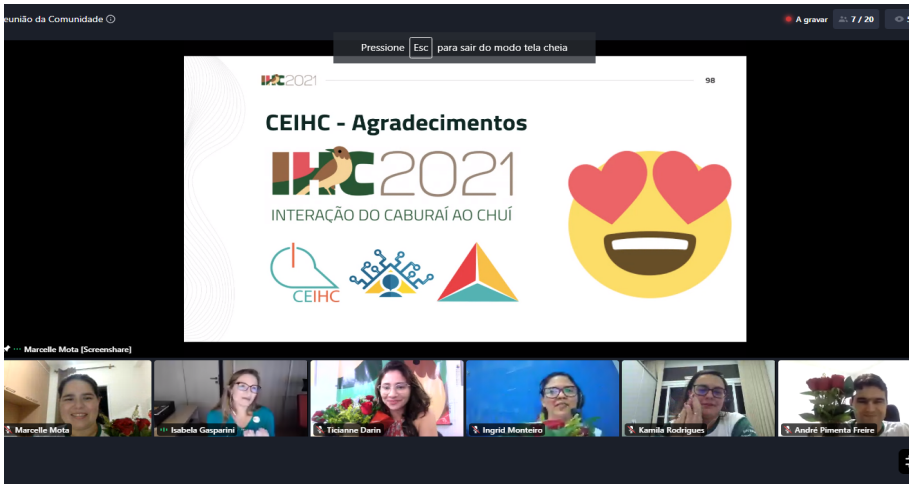 eunião da Comunidade
A gravar
7 / 20
Pressione Esc para sair do modo tela cheia
IHC2021
98
CEIHC - Agradecimentos
IHC2021
INTERAÇÃO DO CABURAÍ AO CHUÍ
CEIHC
Marcelle Mota [Screenshare]
Marcelle Mota
Isabela Gasparini
Ticianne Darin
Ingrid Monteiro
Kamila Rodrigues
André Pimenta Freire